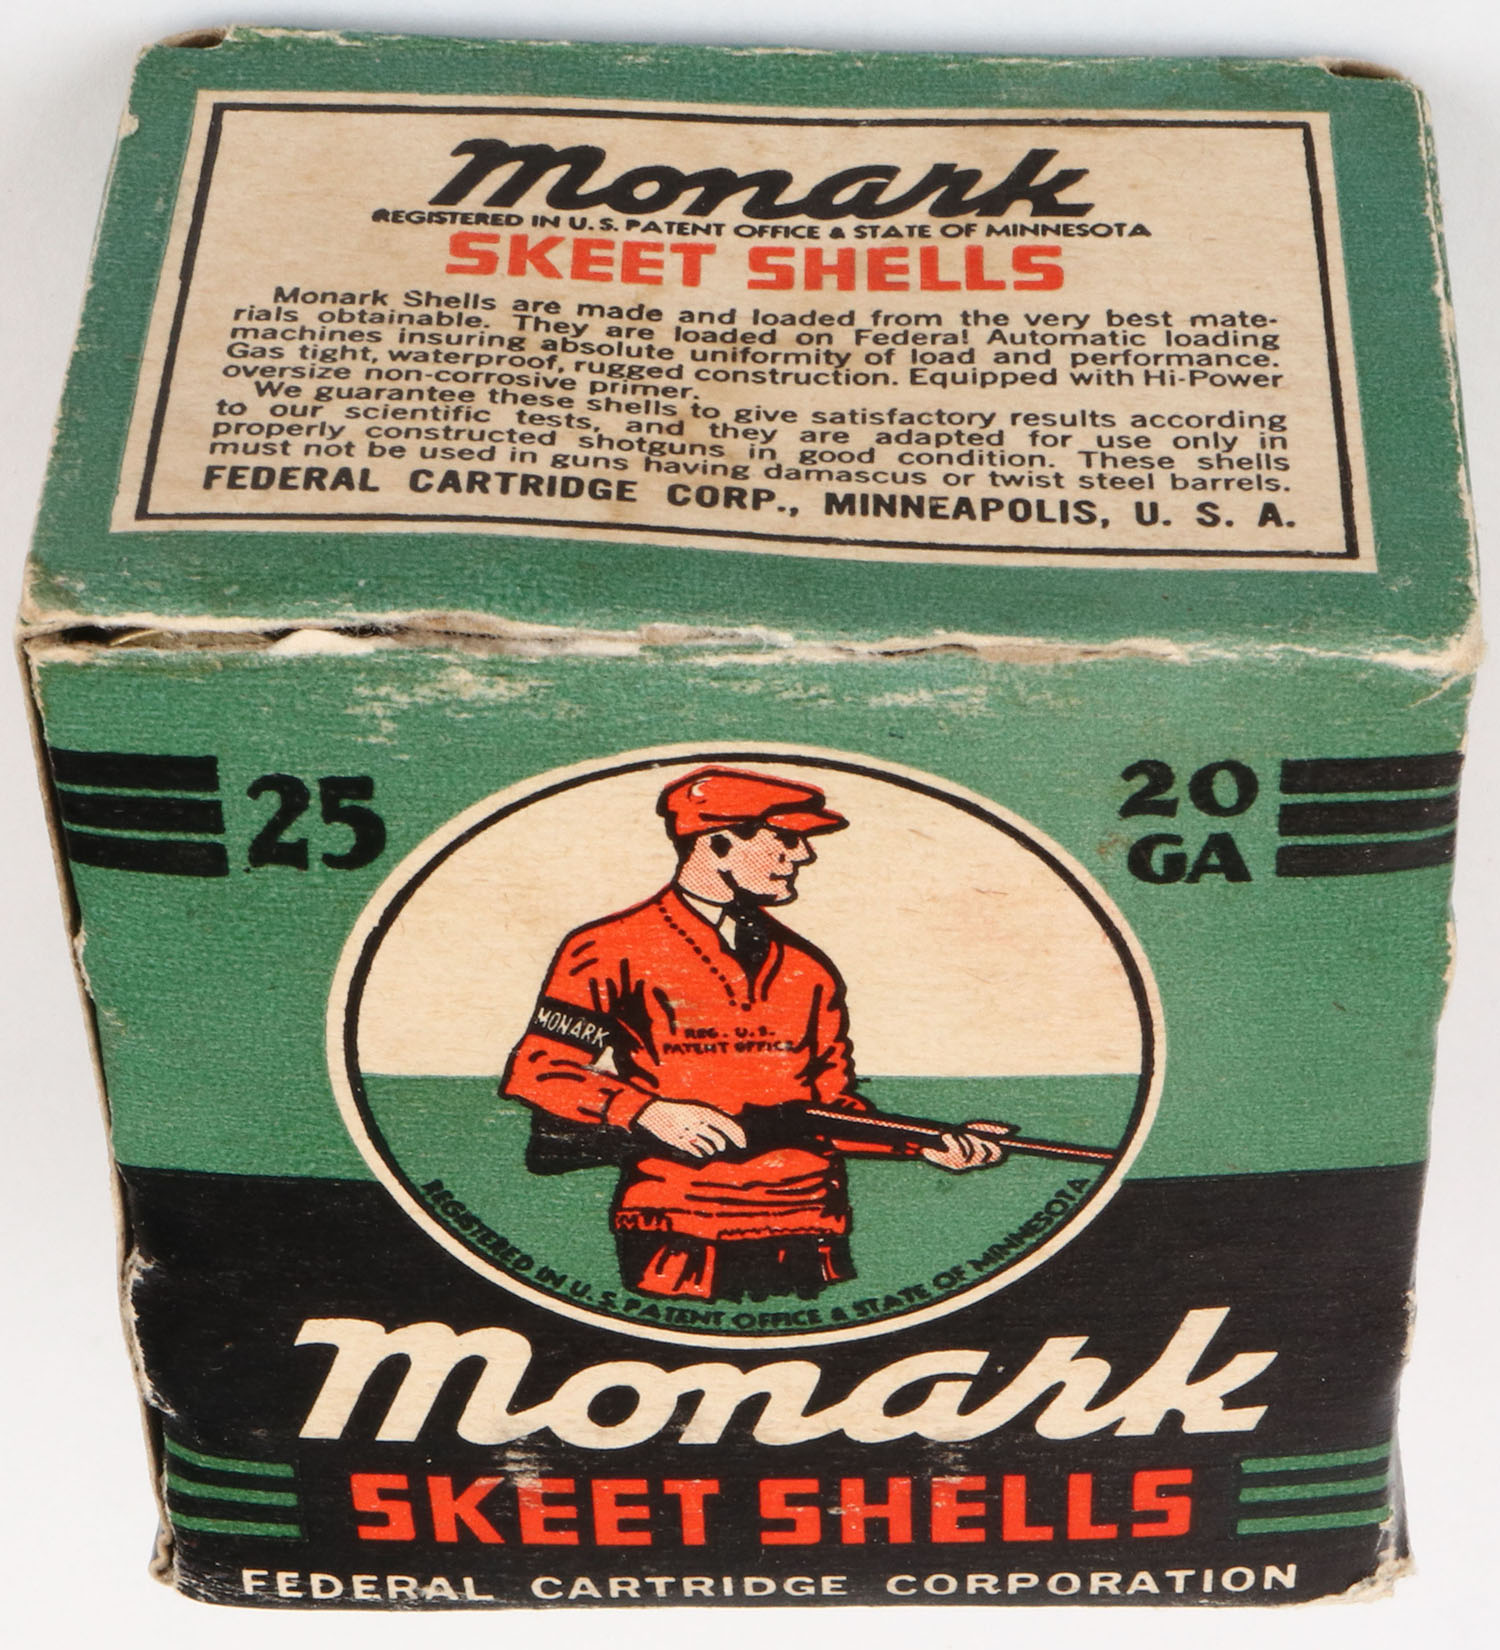 Monark
REGISTERED IN U.S. PATENT OFFICE & STATE OF MINNESOTA
SKEET SHELLS
Monark Shells are made and loaded from the very best mate-
rials obtainable. They are loaded on Federal Automatic loading
machines insuring absolute uniformity of load and performance.
Gas tight, waterproof, rugged construction. Equipped with Hi-Power
oversize non-corrosive primer.
We guarantee these shells to give satisfactory results according
to our scientific tests, and they are adapted for use only in
properly constructed shotguns in good condition. These shells
must not be used in guns having damascus or twist steel barrels.
FEDERAL CARTRIDGE CORP., MINNEAPOLIS, U. S. A.
25
20
GA
MONARK
REG. U.S.
PATENT OFFICE
REGISTERED IN U.S. PATENT OFFICE & STATE OF MINNESOTA
Monark
SKEET SHELLS
FEDERAL CARTRIDGE CORPORATION